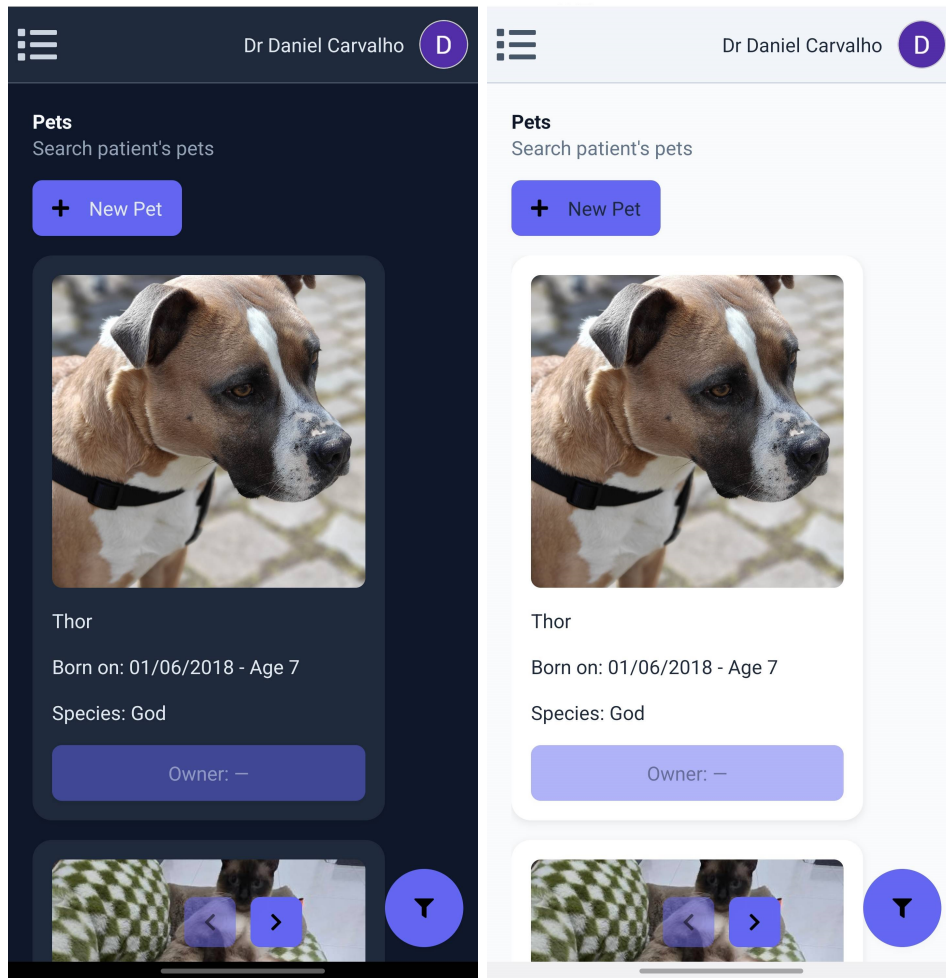 Dr Daniel Carvalho
D
Pets
Search patient's pets
New Pet
Thor
Born on: 01/06/2018 - Age 7
Species: God
Owner: —
Dr Daniel Carvalho
D
Pets
Search patient's pets
New Pet
Thor
Born on: 01/06/2018 - Age 7
Species: God
Owner: —